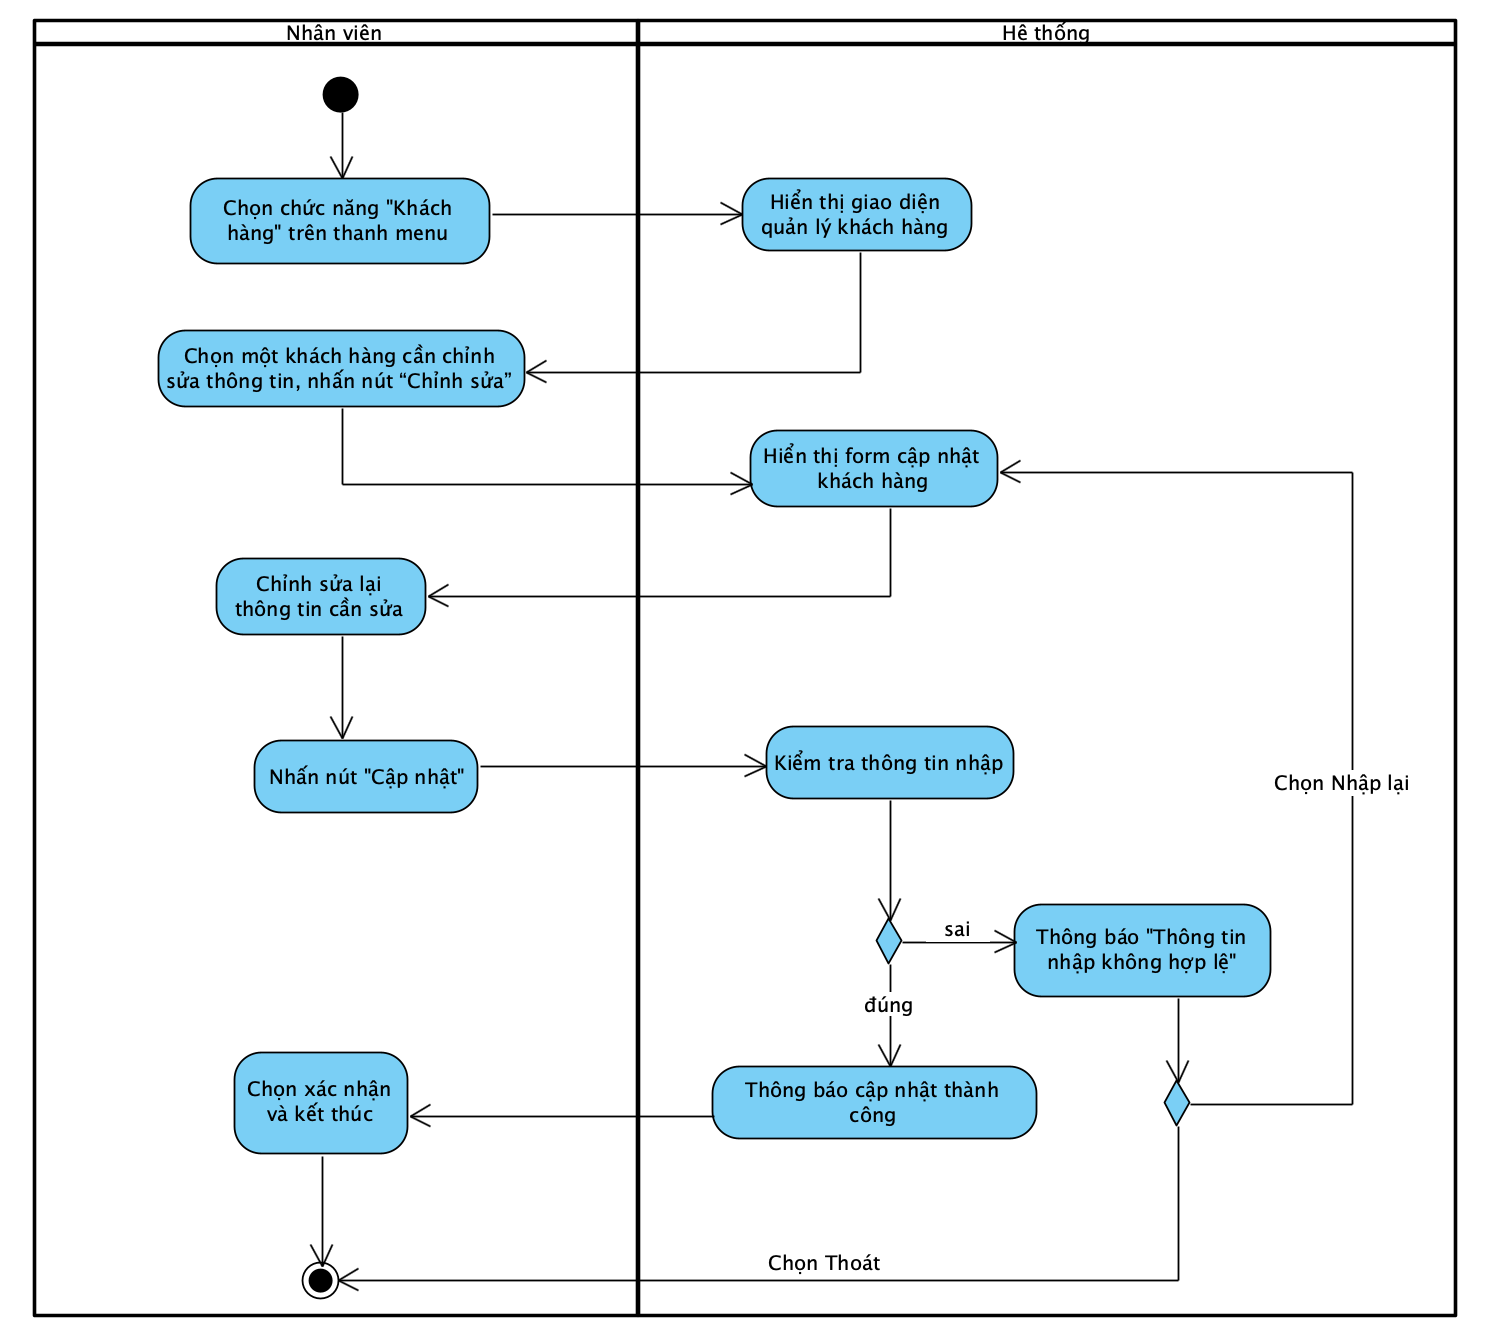 Nhân viên
Hê thống
Chọn chức năng "Khách
hàng" trên thanh menu
Hiển thị giao diện
quản lý khách hàng
Chọn một khách hàng cần chỉnh
sửa thông tin, nhấn nút “Chỉnh sửa”
Hiển thị form cập nhật
khách hàng
Chỉnh sửa lại
thông tin cần sửa
Nhấn nút "Cập nhật"
Kiểm tra thông tin nhập
Chọn Nhập lại
sai
Thông báo "Thông tin
nhập không hợp lệ"
đúng
Chọn xác nhận
và kết thúc
Thông báo cập nhật thành
công
Chọn Thoát